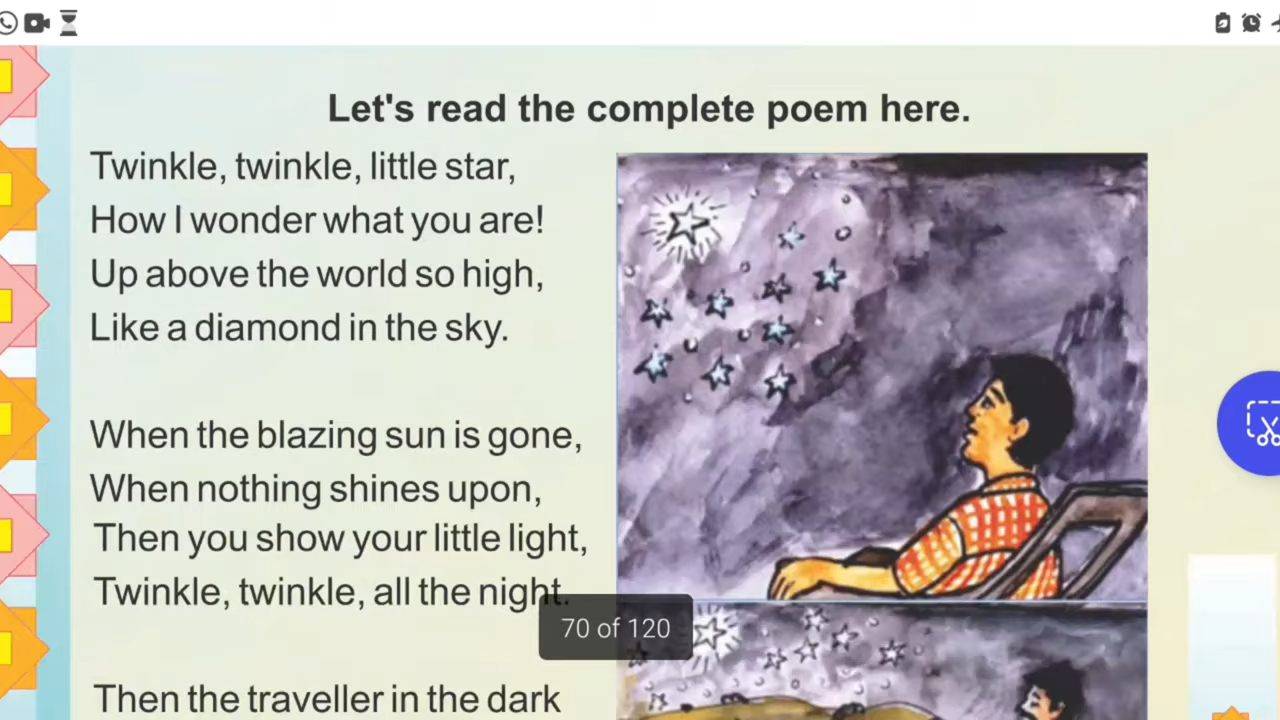 Let's read the complete poem here.
Twinkle, twinkle, little star,
How I wonder what you are!
Up above the world so high,
Like a diamond in the sky.
When the blazing sun is gone,
When nothing shines upon,
Then you show your little light,
Twinkle, twinkle, all the night.
70 of 120
Then the traveller in the dark